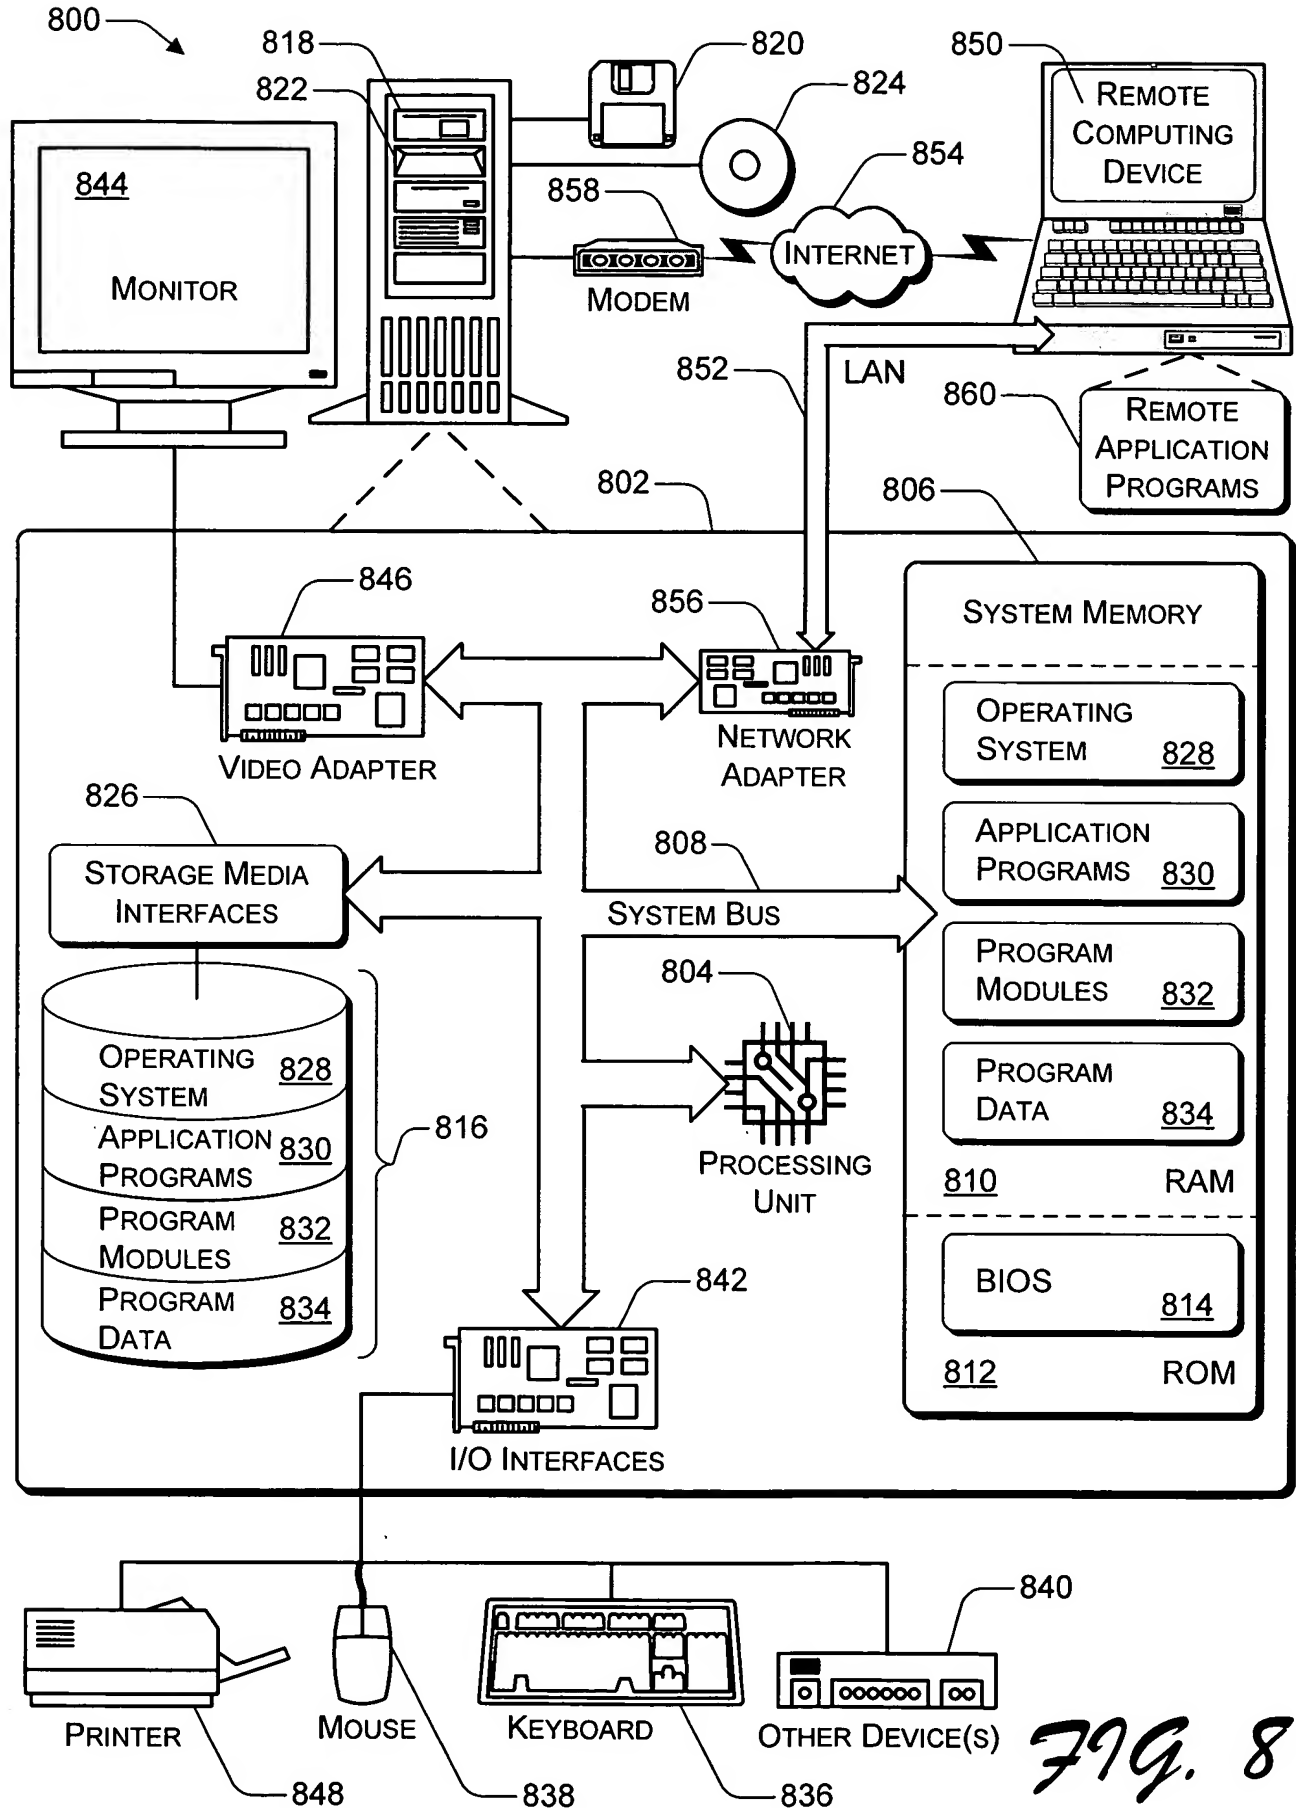 800
818
820
850
822
824
REMOTE
COMPUTING
DEVICE
844
858
854
INTERNET
MONITOR
MODEM
852
LAN
860
REMOTE
APPLICATION
PROGRAMS
802
806
846
856
SYSTEM MEMORY
OPERATING
SYSTEM 828
NETWORK
ADAPTER
VIDEO ADAPTER
826
APPLICATION
PROGRAMS 830
808
STORAGE MEDIA
INTERFACES
SYSTEM BUS
PROGRAM
MODULES 832
804
OPERATING
SYSTEM 828
PROGRAM
DATA 834
816
APPLICATION
PROGRAMS 830
PROCESSING
UNIT
810 RAM
PROGRAM
MODULES 832
842
BIOS
814
PROGRAM
DATA 834
812 ROM
I/O INTERFACES
840
PRINTER
MOUSE
KEYBOARD
OTHER DEVICE(S)
848
838
836
FIG. 8